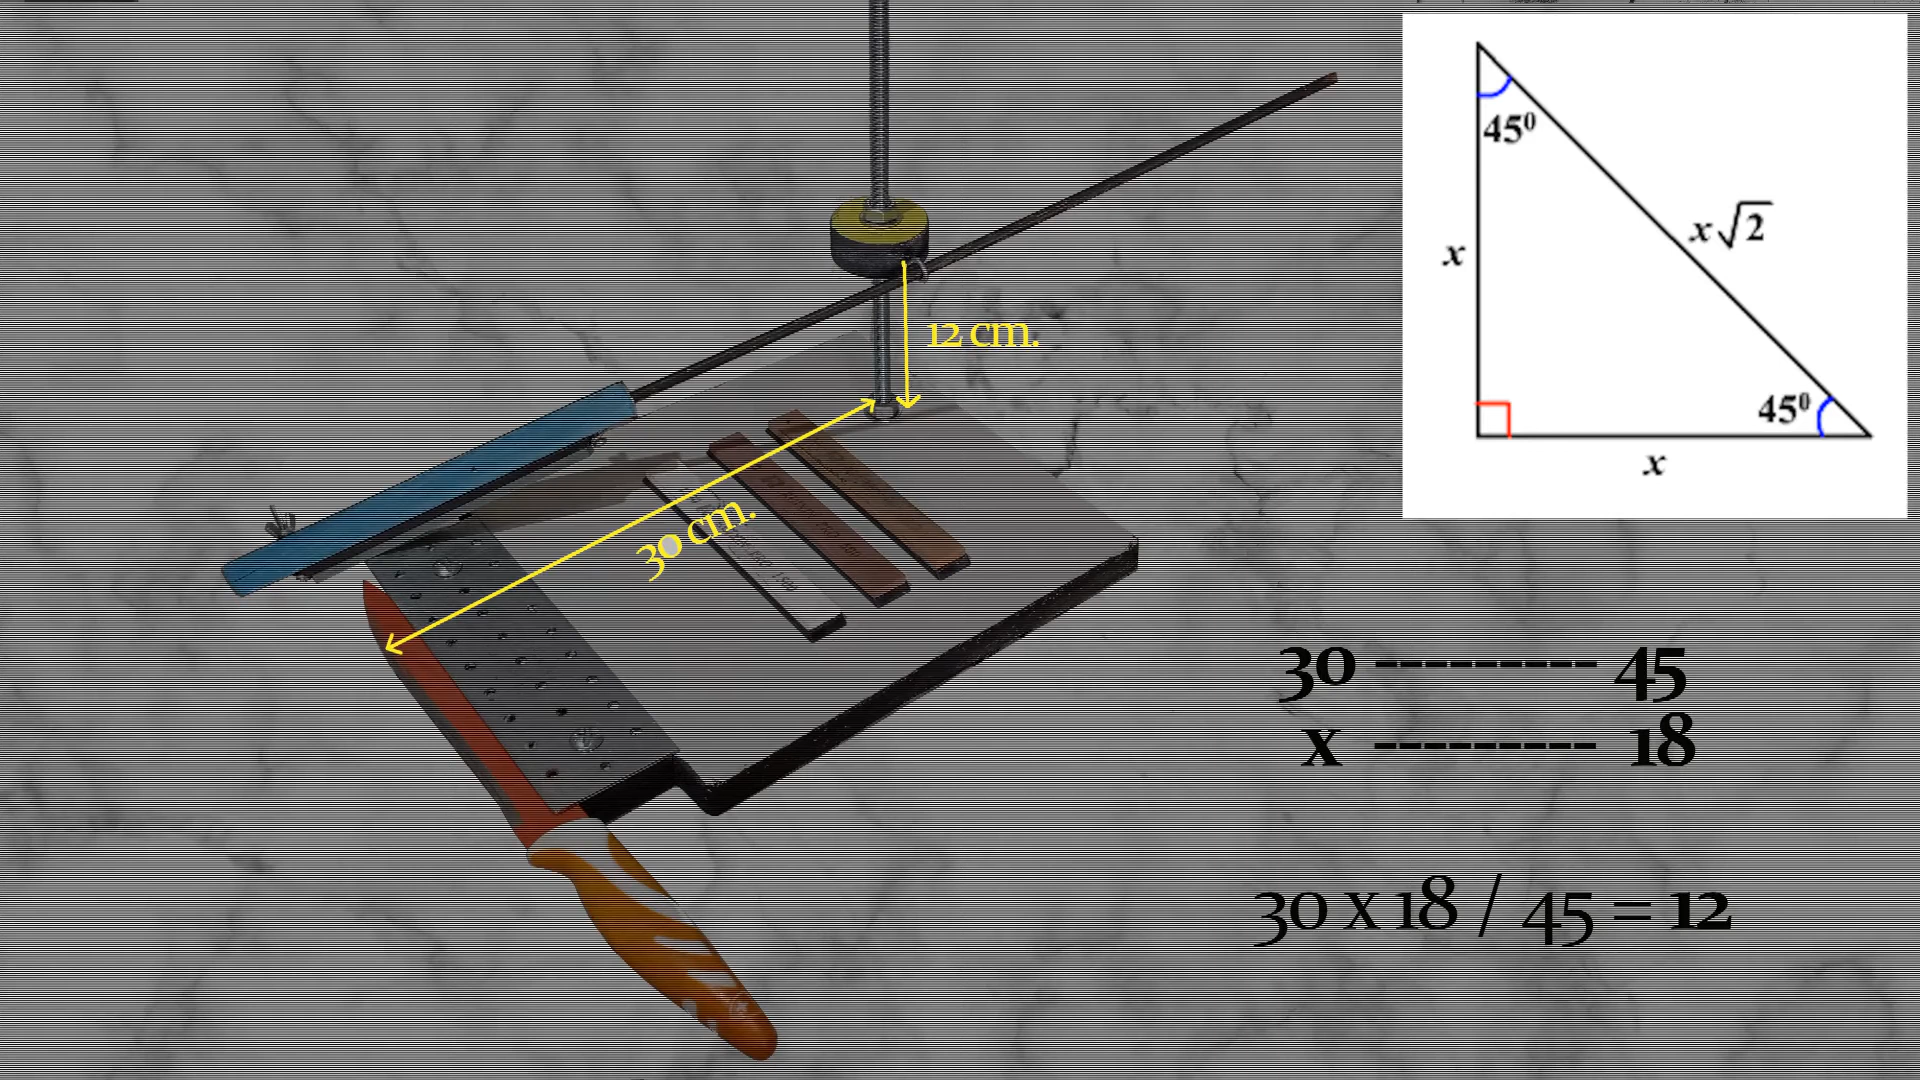 12 cm.
30 cm.
45⁰
x
x√2
45⁰
x
30 --------- 45
x --------- 18
30 x 18 / 45 = 12